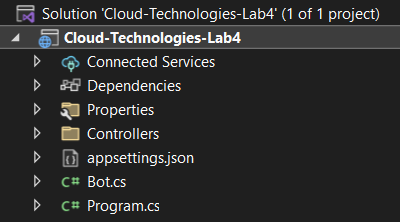 Solution 'Cloud-Technologies-Lab4' (1 of 1 project)
Cloud-Technologies-Lab4
Connected Services
Dependencies
Properties
Controllers
appsettings.json
C# Bot.cs
C# Program.cs